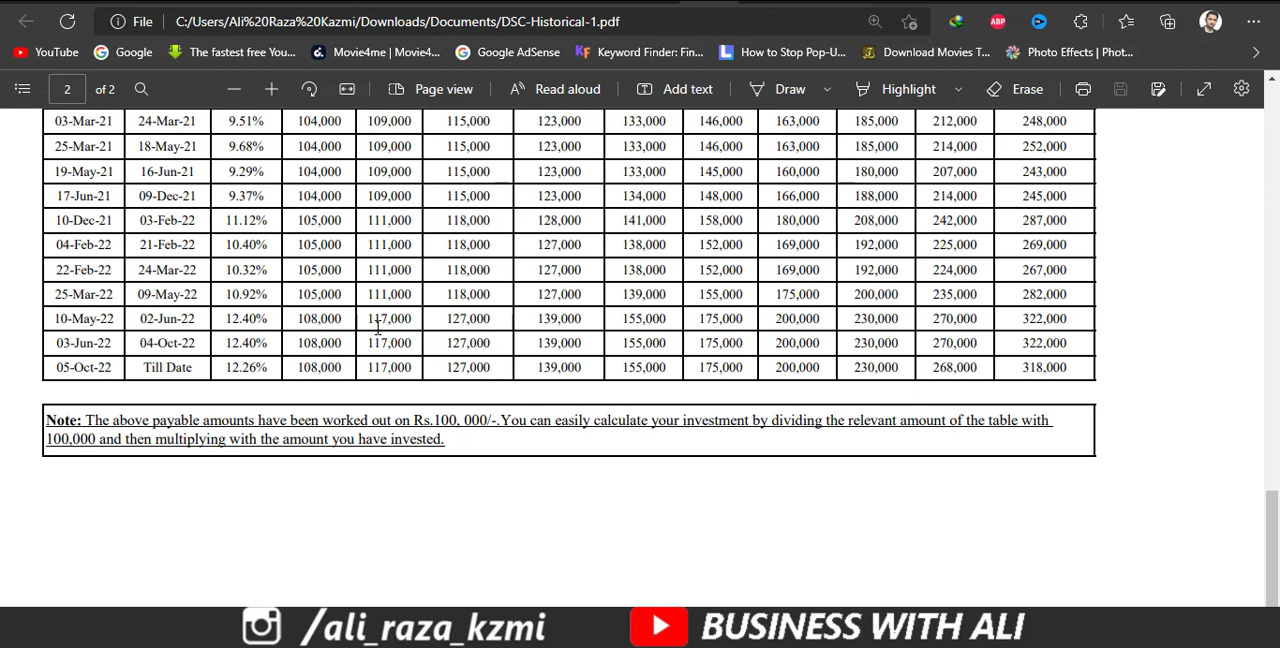 File C:/Users/Ali%20Raza%20Kazmi/Downloads/Documents/DSC-Historical-1.pdf ABP
YouTube Google The fastest free You... Movie4me | Movie4... Google AdSense KF Keyword Finder: Fin... L How to Stop Pop-U... Download Movies T... Photo Effects | Phot...
2 of 2 Page view Read aloud Add text Draw Highlight Erase
03-Mar-21 24-Mar-21 9.51% 104,000 109,000 115,000 123,000 133,000 146,000 163,000 185,000 212,000 248,000
25-Mar-21 18-May-21 9.68% 104,000 109,000 115,000 123,000 133,000 146,000 163,000 185,000 214,000 252,000
19-May-21 16-Jun-21 9.29% 104,000 109,000 115,000 123,000 133,000 145,000 160,000 180,000 207,000 243,000
17-Jun-21 09-Dec-21 9.37% 104,000 109,000 115,000 123,000 134,000 148,000 166,000 188,000 214,000 245,000
10-Dec-21 03-Feb-22 11.12% 105,000 111,000 118,000 128,000 141,000 158,000 180,000 208,000 242,000 287,000
04-Feb-22 21-Feb-22 10.40% 105,000 111,000 118,000 127,000 138,000 152,000 169,000 192,000 225,000 269,000
22-Feb-22 24-Mar-22 10.32% 105,000 111,000 118,000 127,000 138,000 152,000 169,000 192,000 224,000 267,000
25-Mar-22 09-May-22 10.92% 105,000 111,000 118,000 127,000 139,000 155,000 175,000 200,000 235,000 282,000
10-May-22 02-Jun-22 12.40% 108,000 117,000 127,000 139,000 155,000 175,000 200,000 230,000 270,000 322,000
03-Jun-22 04-Oct-22 12.40% 108,000 117,000 127,000 139,000 155,000 175,000 200,000 230,000 270,000 322,000
05-Oct-22 Till Date 12.26% 108,000 117,000 127,000 139,000 155,000 175,000 200,000 230,000 268,000 318,000
Note: The above payable amounts have been worked out on Rs.100, 000/-.You can easily calculate your investment by dividing the relevant amount of the table with
100,000 and then multiplying with the amount you have invested.
/ali_raza_kzmi BUSINESS WITH ALI